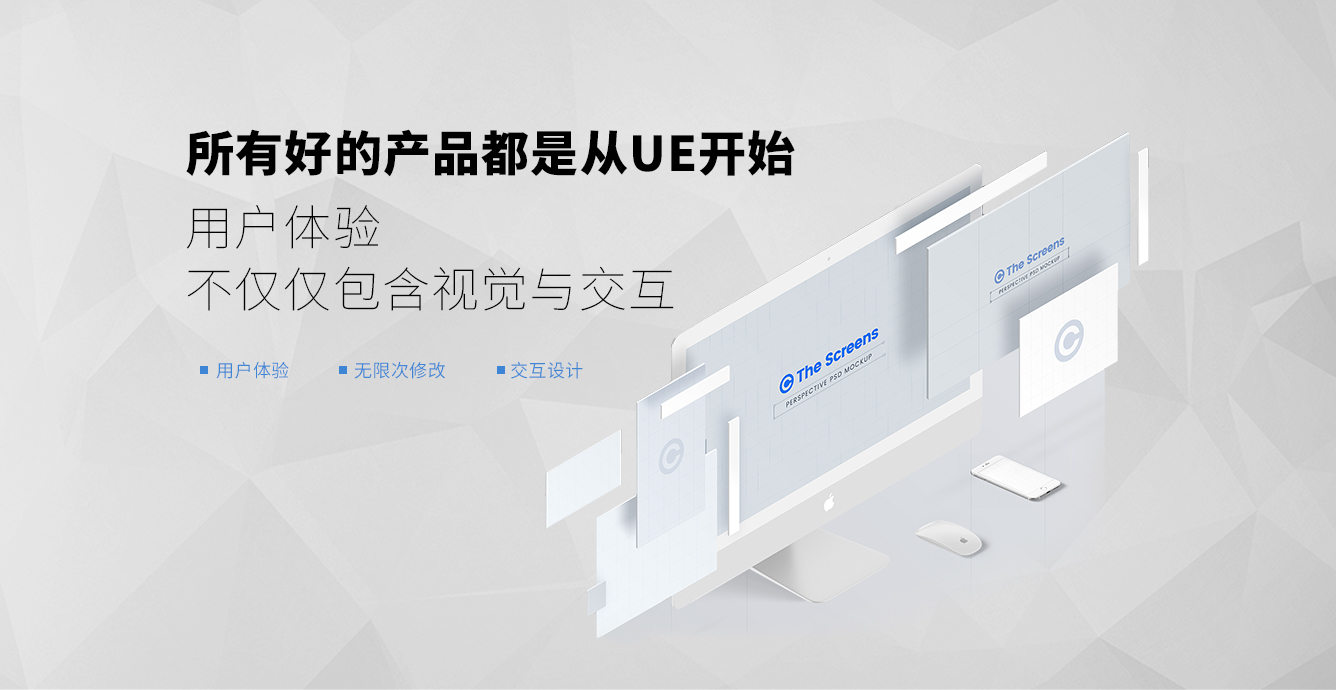 所有好的产品都是从UE开始
用户体验
不仅仅包含视觉与交互
用户体验 无限次修改 交互设计
The Screens
PERSPECTIVE PSD MOCKUP
The Screens
PERSPECTIVE PSD MOCKUP